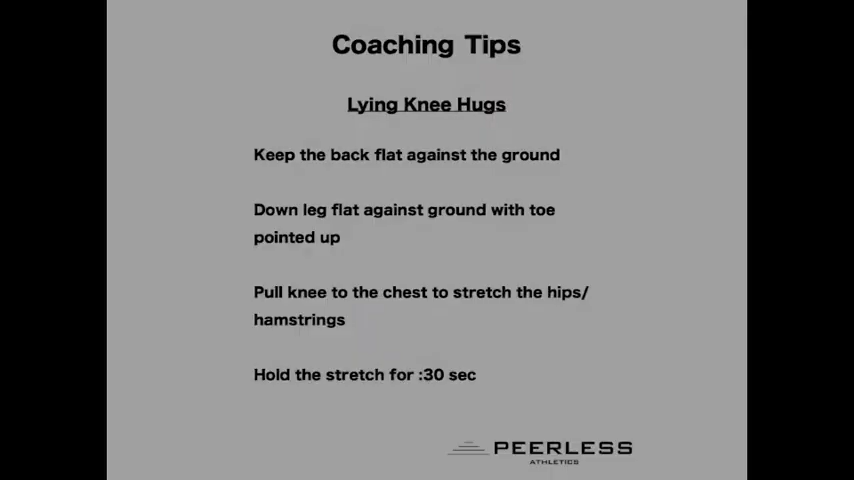 Coaching Tips
Lying Knee Hugs
Keep the back flat against the ground
Down leg flat against ground with toe
pointed up
Pull knee to the chest to stretch the hips/
hamstrings
Hold the stretch for :30 sec
PEERLESS
ATHLETICS